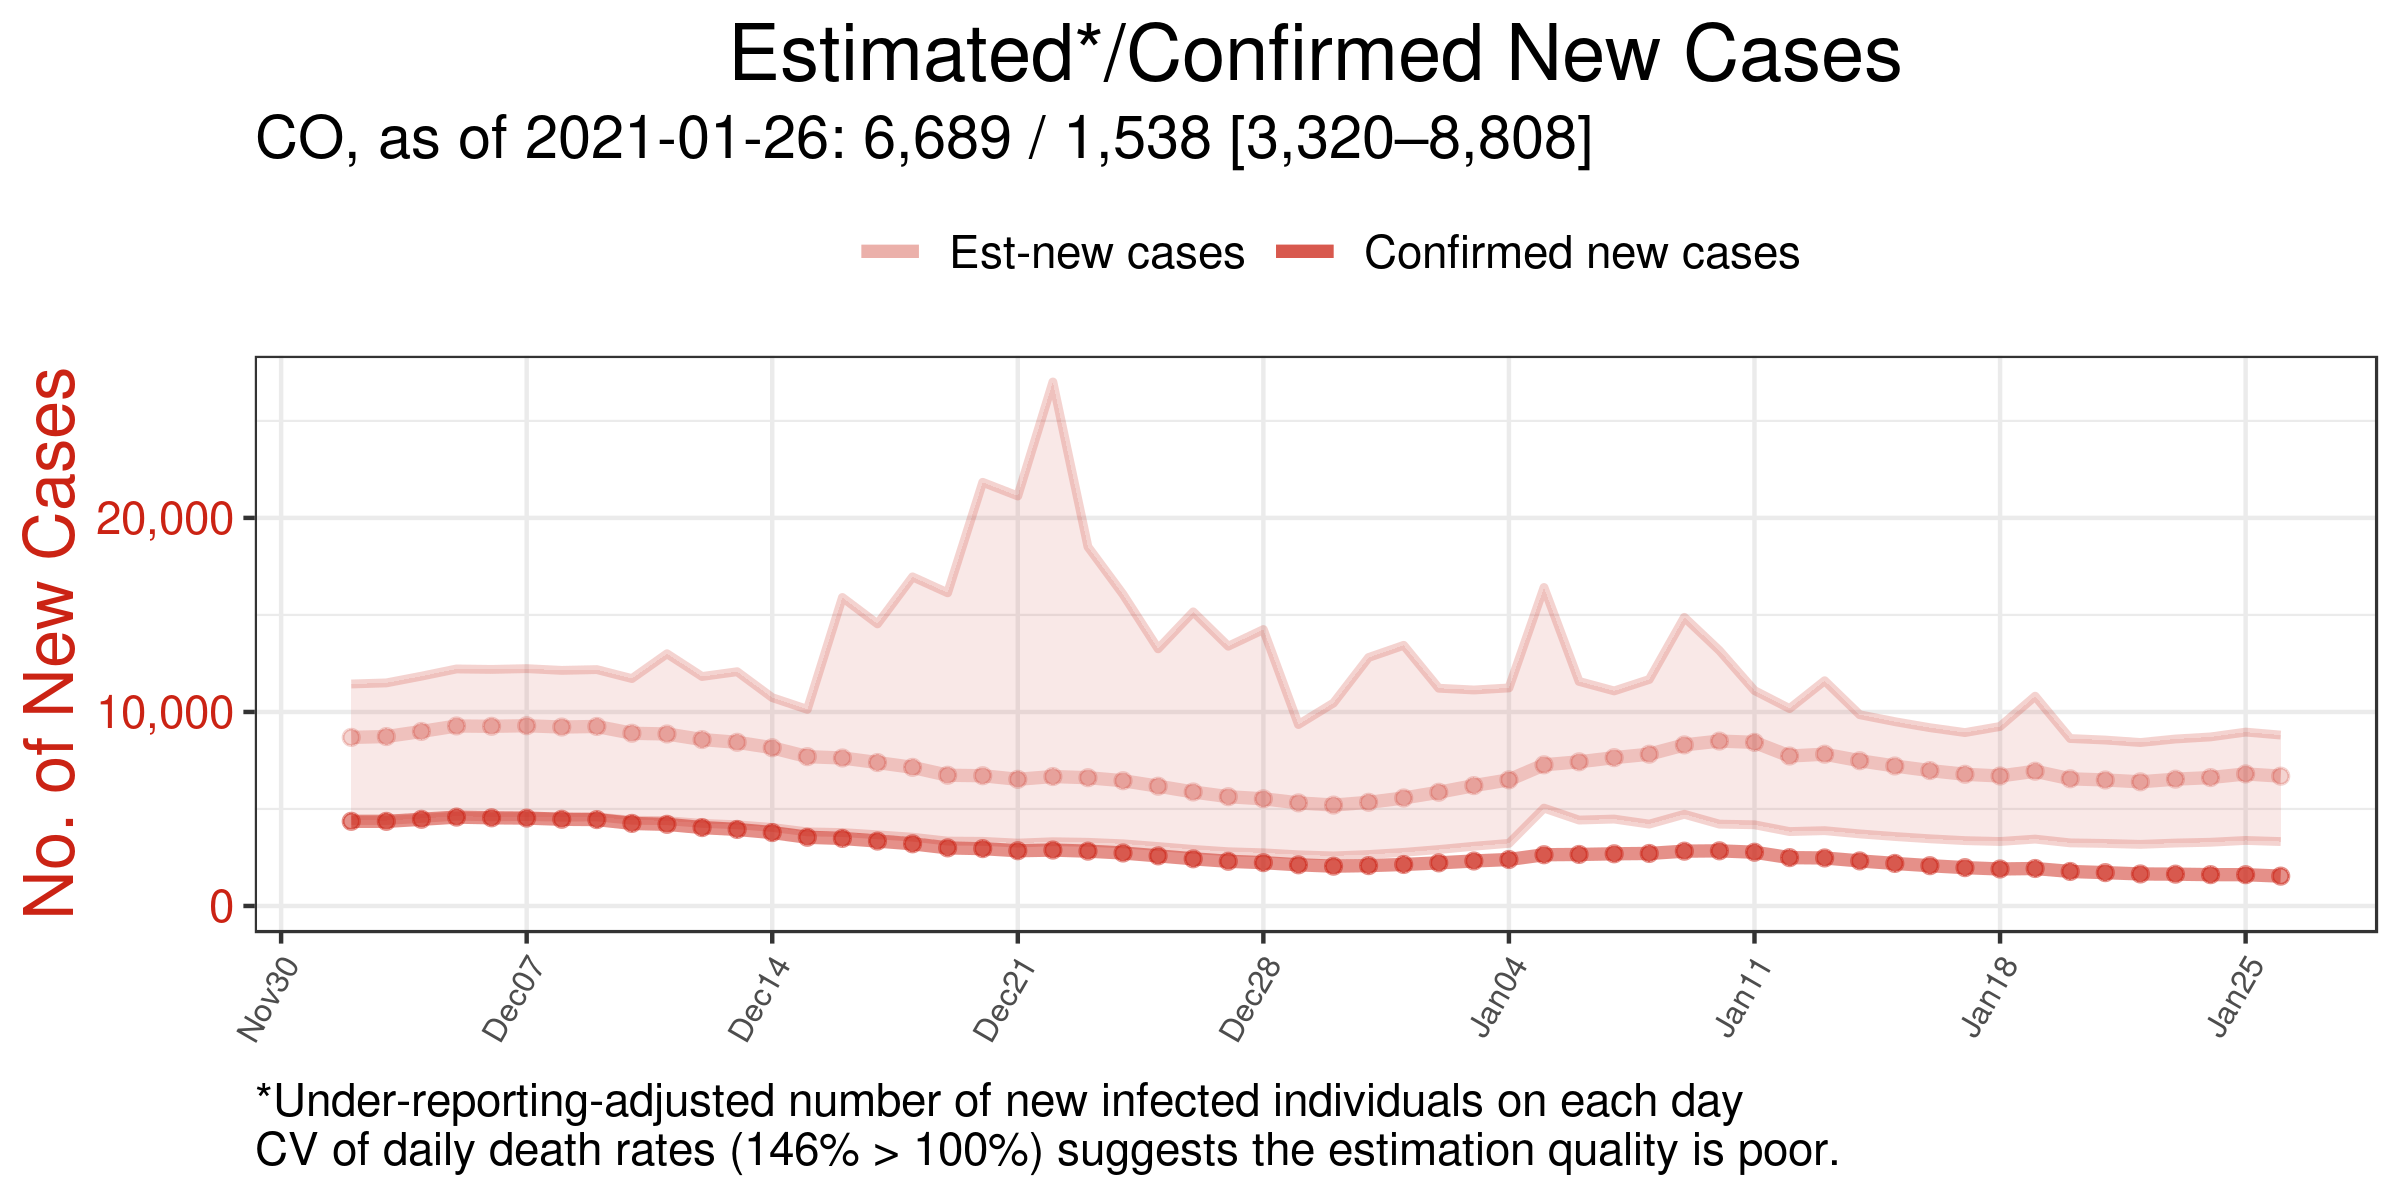 Estimated*/Confirmed New Cases
CO, as of 2021-01-26: 6,689 / 1,538 [3,320–8,808]
Est-new cases
Confirmed new cases
No. of New Cases
20,000
10,000
0
Nov30
Dec07
Dec14
Dec21
Dec28
Jan04
Jan11
Jan18
Jan25
*Under-reporting-adjusted number of new infected individuals on each day
CV of daily death rates (146% > 100%) suggests the estimation quality is poor.